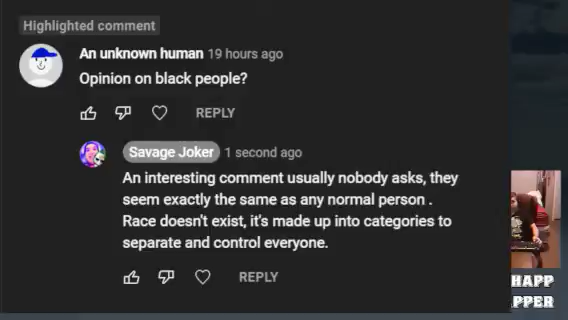 Highlighted comment
An unknown human 19 hours ago
Opinion on black people?
REPLY
Savage Joker 1 second ago
An interesting comment usually nobody asks, they
seem exactly the same as any normal person .
Race doesn't exist, it's made up into categories to
separate and control everyone.
REPLY
HAPP
PPER